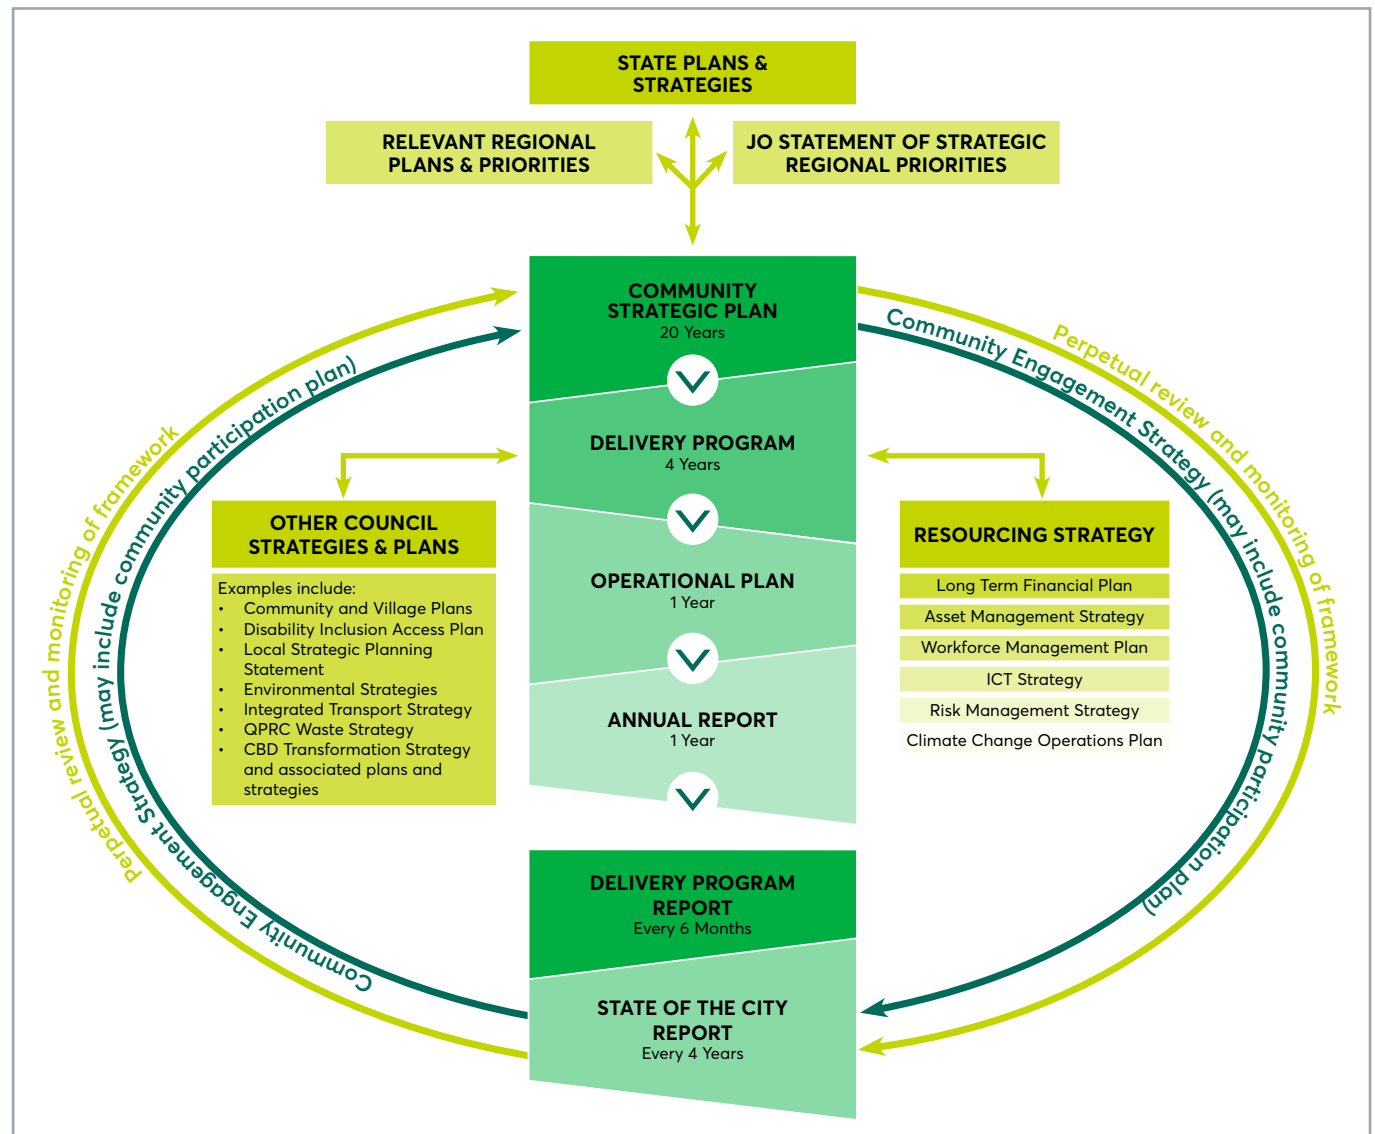 STATE PLANS &
STRATEGIES
RELEVANT REGIONAL
PLANS & PRIORITIES
JO STATEMENT OF STRATEGIC
REGIONAL PRIORITIES
COMMUNITY
STRATEGIC PLAN
20 Years
DELIVERY PROGRAM
4 Years
OPERATIONAL PLAN
1 Year
ANNUAL REPORT
1 Year
DELIVERY PROGRAM
REPORT
Every 6 Months
STATE OF THE CITY
REPORT
Every 4 Years
OTHER COUNCIL
STRATEGIES & PLANS
Examples include:
• Community and Village Plans
• Disability Inclusion Access Plan
• Local Strategic Planning
Statement
• Environmental Strategies
• Integrated Transport Strategy
• QPRC Waste Strategy
• CBD Transformation Strategy
and associated plans and
strategies
RESOURCING STRATEGY
Long Term Financial Plan
Asset Management Strategy
Workforce Management Plan
ICT Strategy
Risk Management Strategy
Climate Change Operations Plan
Perpetual review and monitoring of framework
Community Engagement Strategy (may include community participation plan)
Community Engagement Strategy (may include community participation plan)
Perpetual review and monitoring of framework